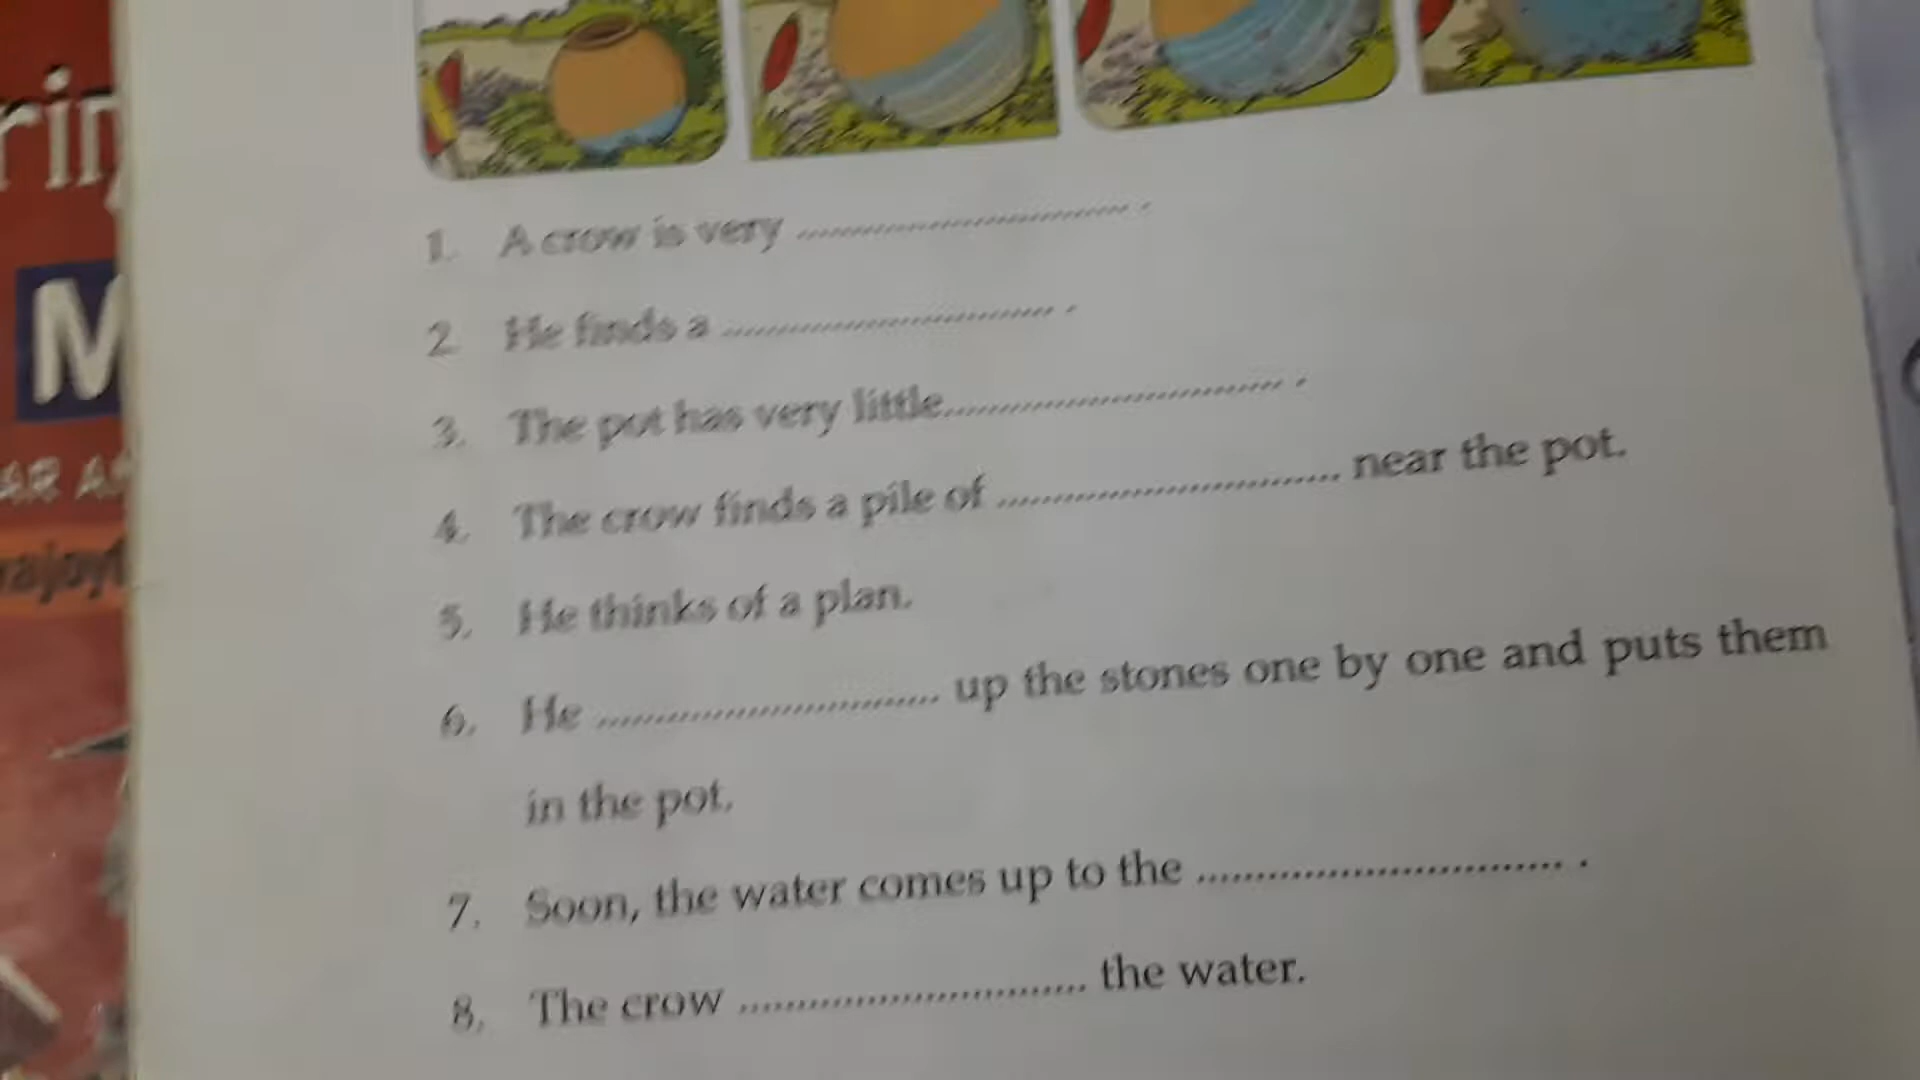 M
1. A crow is very ................................ .
2. He finds a ................................ .
3. The pot has very little................................ .
4. The crow finds a pile of ................................ near the pot.
5. He thinks of a plan.
6. He ................................ up the stones one by one and puts them
in the pot.
7. Soon, the water comes up to the ................................ .
8. The crow ................................ the water.